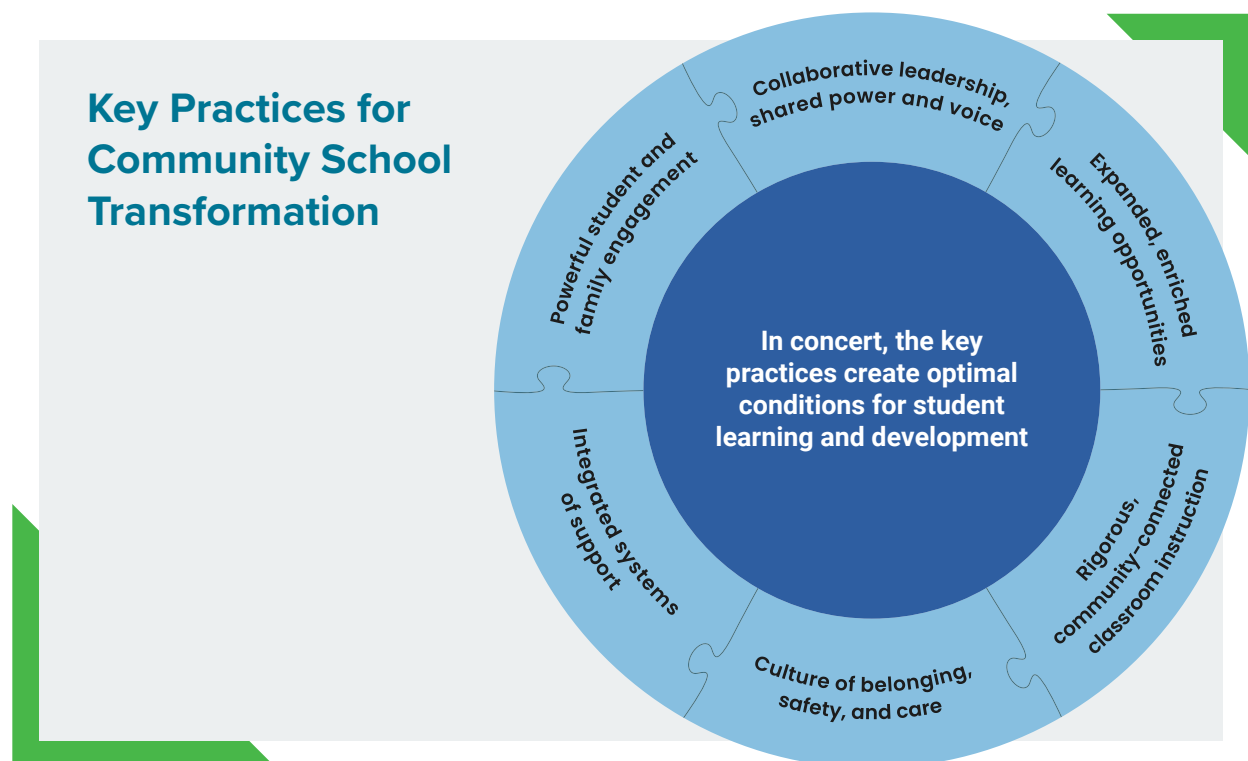 Key Practices for
Community School
Transformation
Collaborative leadership,
shared power and voice
Expanded, enriched
learning opportunities
Rigorous,
community-connected
classroom instruction
Culture of belonging,
safety, and care
Integrated systems
of support
Powerful student and
family engagement
In concert, the key
practices create optimal
conditions for student
learning and development